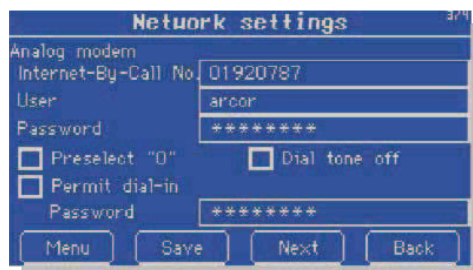 Network settings 3/4
Analog modem
Internet-By-Call No. 01920787
User arcor
Password ********
Preselect "0" Dial tone off
Permit dial-in
Password ********
Menu Save Next Back